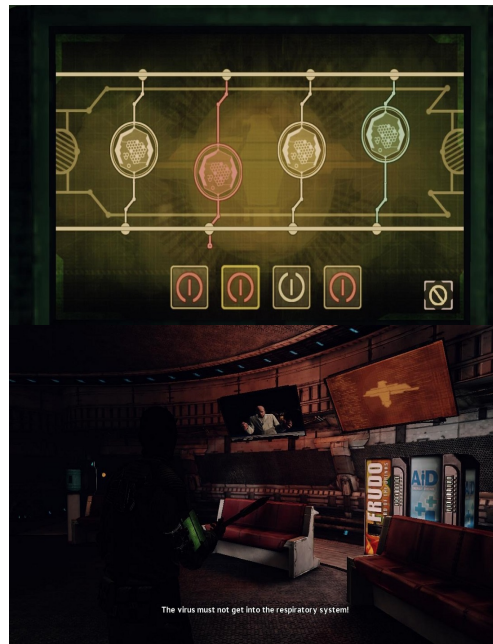 FRUDO
AiD
The virus must not get into the respiratory system!